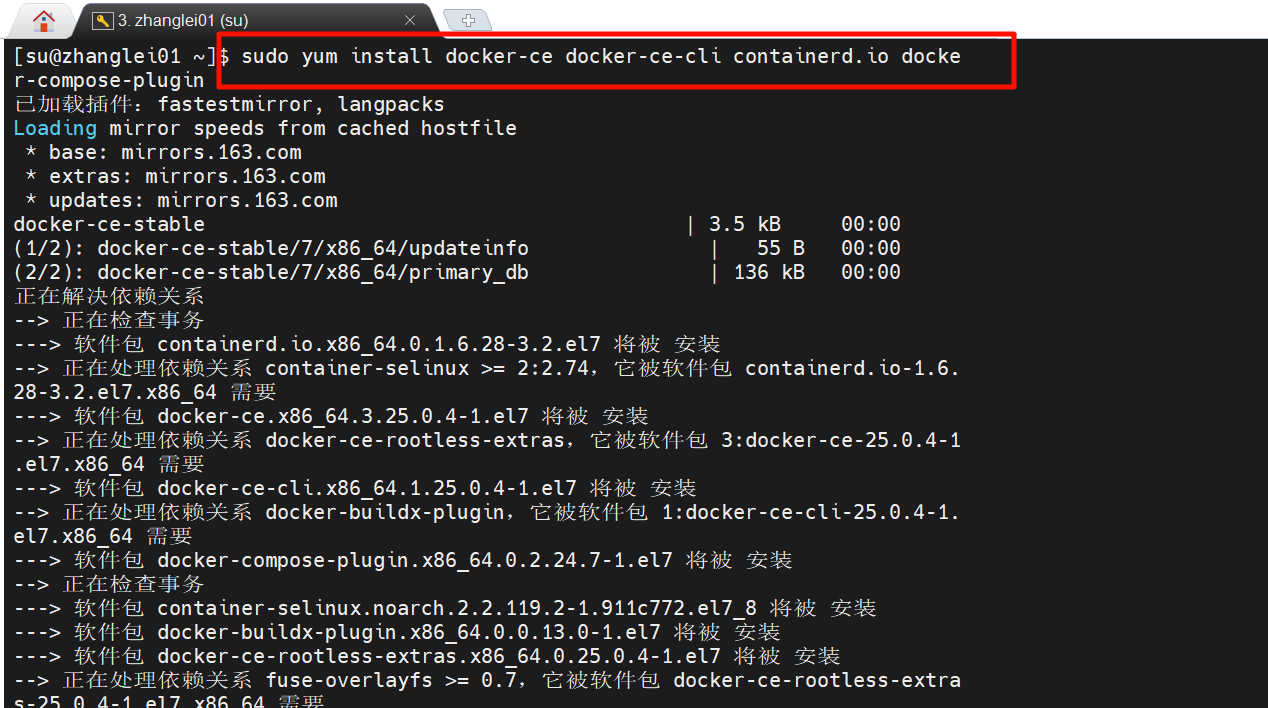 3. zhanglei01 (su)
[su@zhanglei01 ~]$ sudo yum install docker-ce docker-ce-cli containerd.io docke
r-compose-plugin
已加载插件：fastestmirror, langpacks
Loading mirror speeds from cached hostfile
 * base: mirrors.163.com
 * extras: mirrors.163.com
 * updates: mirrors.163.com
docker-ce-stable | 3.5 kB 00:00
(1/2): docker-ce-stable/7/x86_64/updateinfo | 55 B 00:00
(2/2): docker-ce-stable/7/x86_64/primary_db | 136 kB 00:00
正在解决依赖关系
--> 正在检查事务
---> 软件包 containerd.io.x86_64.0.1.6.28-3.2.el7 将被 安装
--> 正在处理依赖关系 container-selinux >= 2:2.74，它被软件包 containerd.io-1.6.
28-3.2.el7.x86_64 需要
---> 软件包 docker-ce.x86_64.3.25.0.4-1.el7 将被 安装
--> 正在处理依赖关系 docker-ce-rootless-extras，它被软件包 3:docker-ce-25.0.4-1
.el7.x86_64 需要
---> 软件包 docker-ce-cli.x86_64.1.25.0.4-1.el7 将被 安装
--> 正在处理依赖关系 docker-buildx-plugin，它被软件包 1:docker-ce-cli-25.0.4-1.
el7.x86_64 需要
---> 软件包 docker-compose-plugin.x86_64.0.2.24.7-1.el7 将被 安装
--> 正在检查事务
---> 软件包 container-selinux.noarch.2.2.119.2-1.911c772.el7_8 将被 安装
---> 软件包 docker-buildx-plugin.x86_64.0.0.13.0-1.el7 将被 安装
---> 软件包 docker-ce-rootless-extras.x86_64.0.25.0.4-1.el7 将被 安装
--> 正在处理依赖关系 fuse-overlayfs >= 0.7，它被软件包 docker-ce-rootless-extra
s-25.0.4-1.el7.x86_64 需要